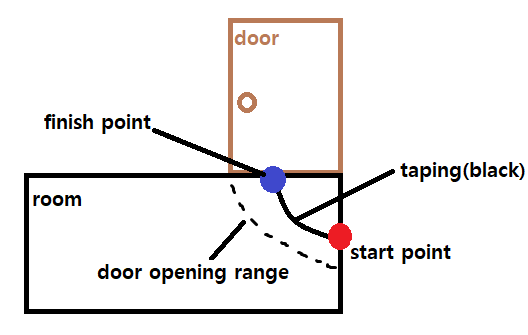 door
finish point
taping(black)
room
start point
door opening range